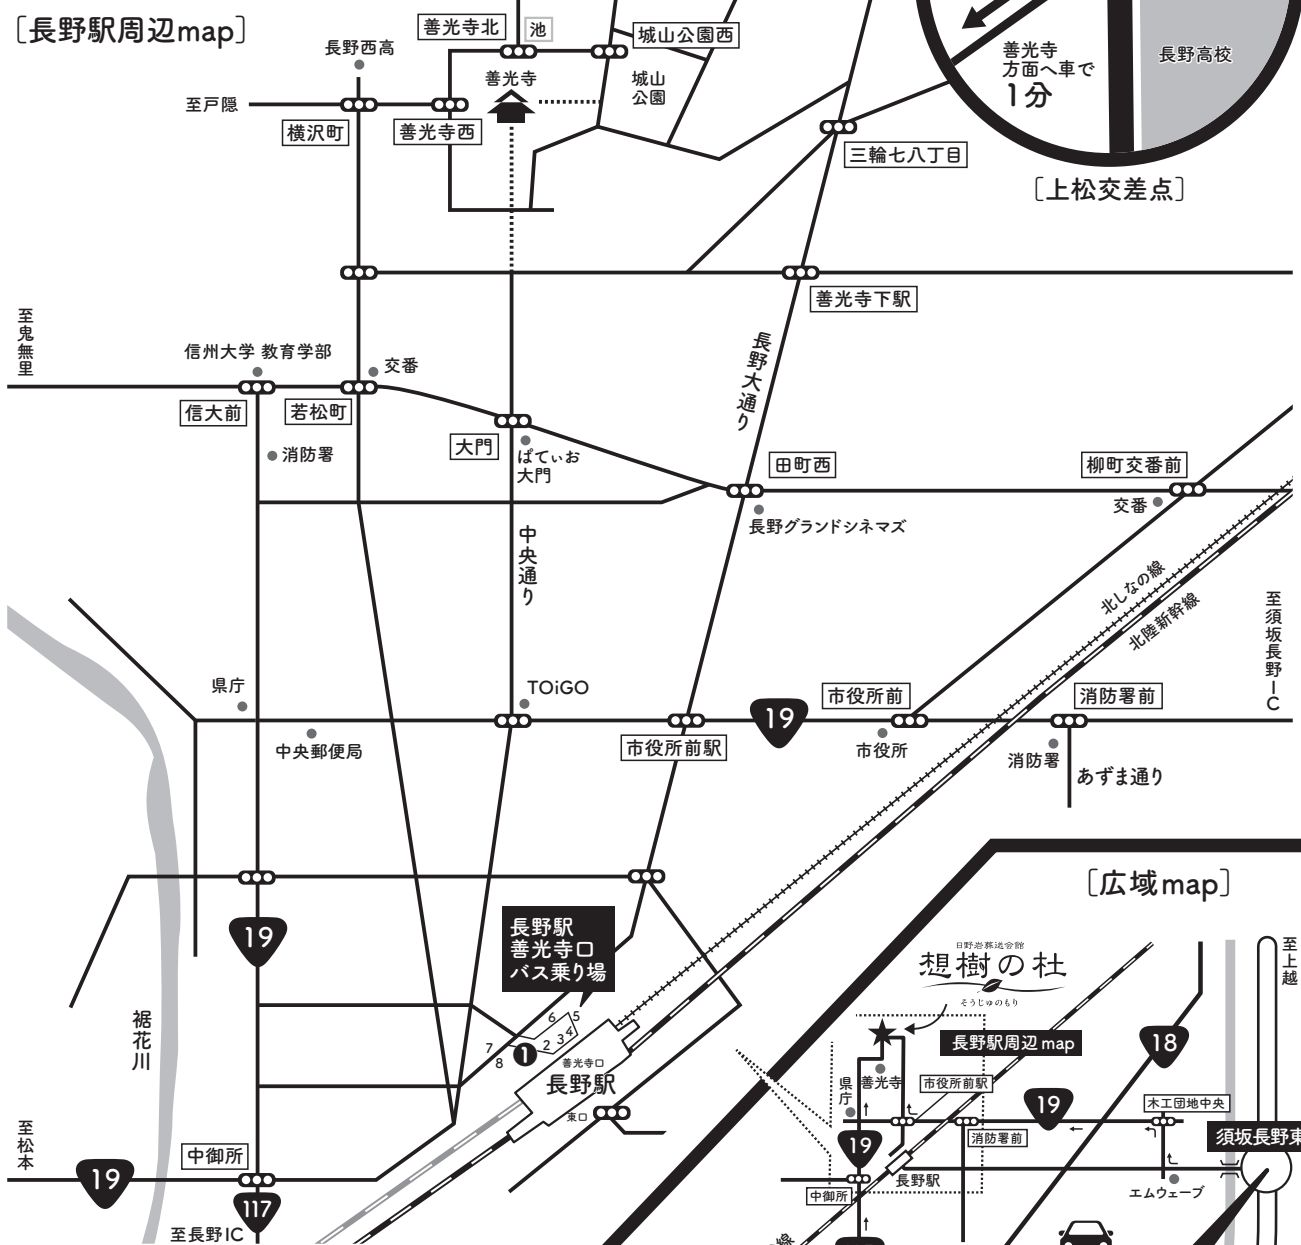 ［長野駅周辺map］
善光寺北
池
城山公園西
長野西高
善光寺
城山
公園
至戸隠
横沢町
善光寺西
三輪七八丁目
善光寺
方面へ車で
1分
長野高校
［上松交差点］
善光寺下駅
至鬼無里
信州大学 教育学部
交番
長野大通り
信大前
若松町
大門
消防署
ぱてぃお
大門
田町西
柳町交番前
交番
長野グランドシネマズ
中央通り
北しなの線
北陸新幹線
至須坂長野IC
県庁
TOiGO
市役所前
消防署前
19
中央郵便局
市役所前駅
市役所
消防署
あずま通り
［広域map］
19
長野駅
善光寺口
バス乗り場
裾花川
6
5
4
3
2
7
8
1
善光寺口
長野駅
東口
至松本
中御所
19
117
至長野IC
日野岩葬送会館
想樹の杜
そうじゅのもり
至上越
長野駅周辺map
18
県庁
善光寺
市役所前駅
19
木工団地中央
19
消防署前
須坂長野東
長野駅
エムウェーブ
中御所
線